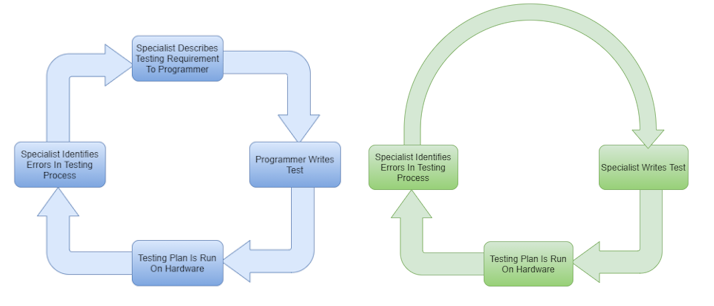 Specialist Describes
Testing Requirement
To Programmer
Specialist Identifies
Errors In Testing
Process
Programmer Writes
Test
Testing Plan Is Run
On Hardware
Specialist Identifies
Errors In Testing
Process
Specialist Writes Test
Testing Plan Is Run
On Hardware